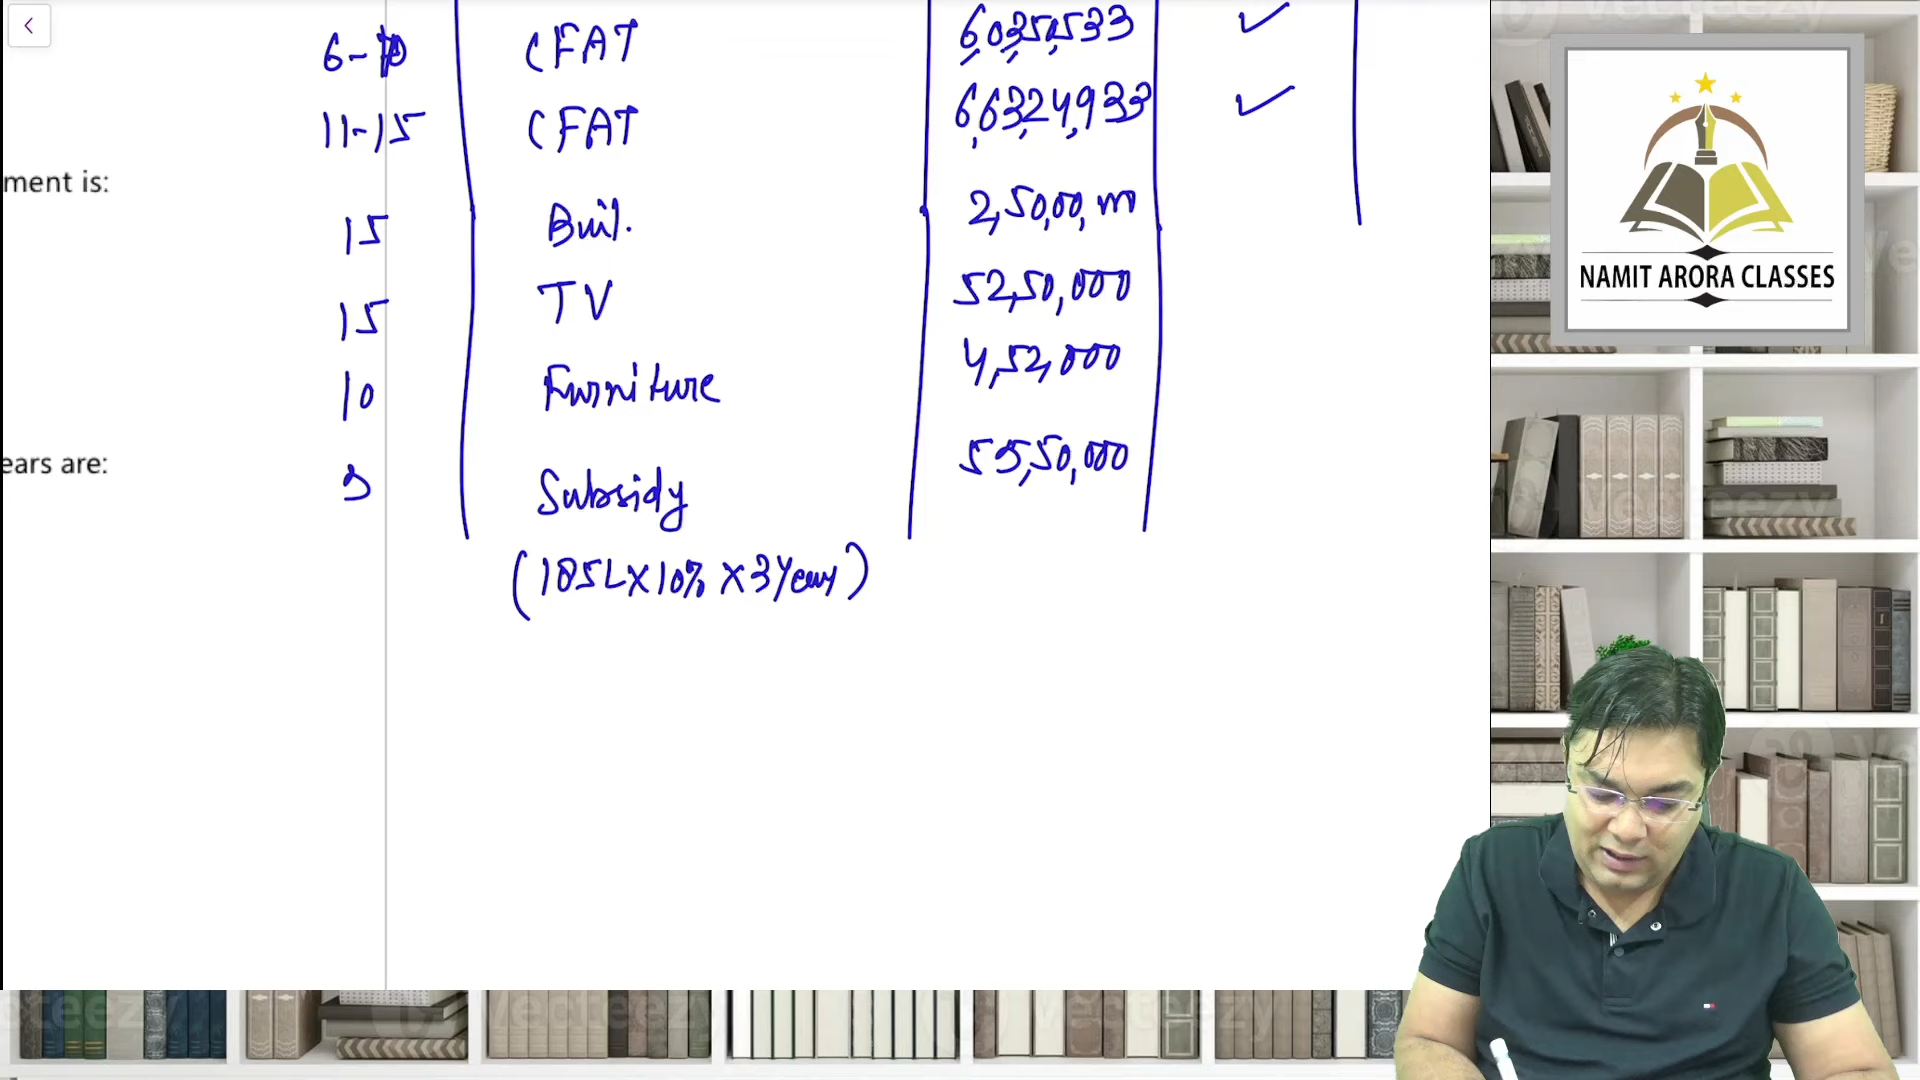 6-10 CFAT 6,03,50,533 ✓
11-15 CFAT 6,63,24,933 ✓
ment is:
15 Buil. 2,50,00,000
15 TV 52,50,000
10 Furniture 4,52,000
ears are:
3 Subsidy 55,50,000
(185L X 10% X 3 Years)
NAMIT ARORA CLASSES